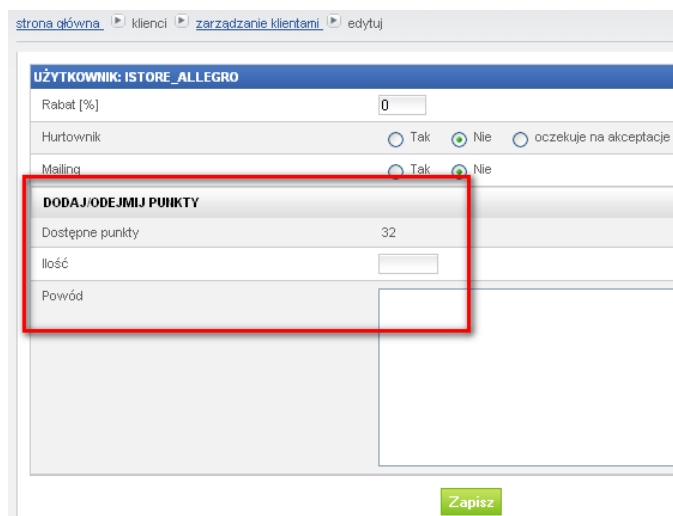 strona główna klienci zarządzanie klientami edytuj
UŻYTKOWNIK: ISTORE_ALLEGRO
Rabat [%] 0
Hurtownik Tak Nie oczekuje na akceptacje
Mailing Tak Nie
DODAJ/ODEJMIJ PUNKTY
Dostępne punkty 32
Ilość
Powód
Zapisz